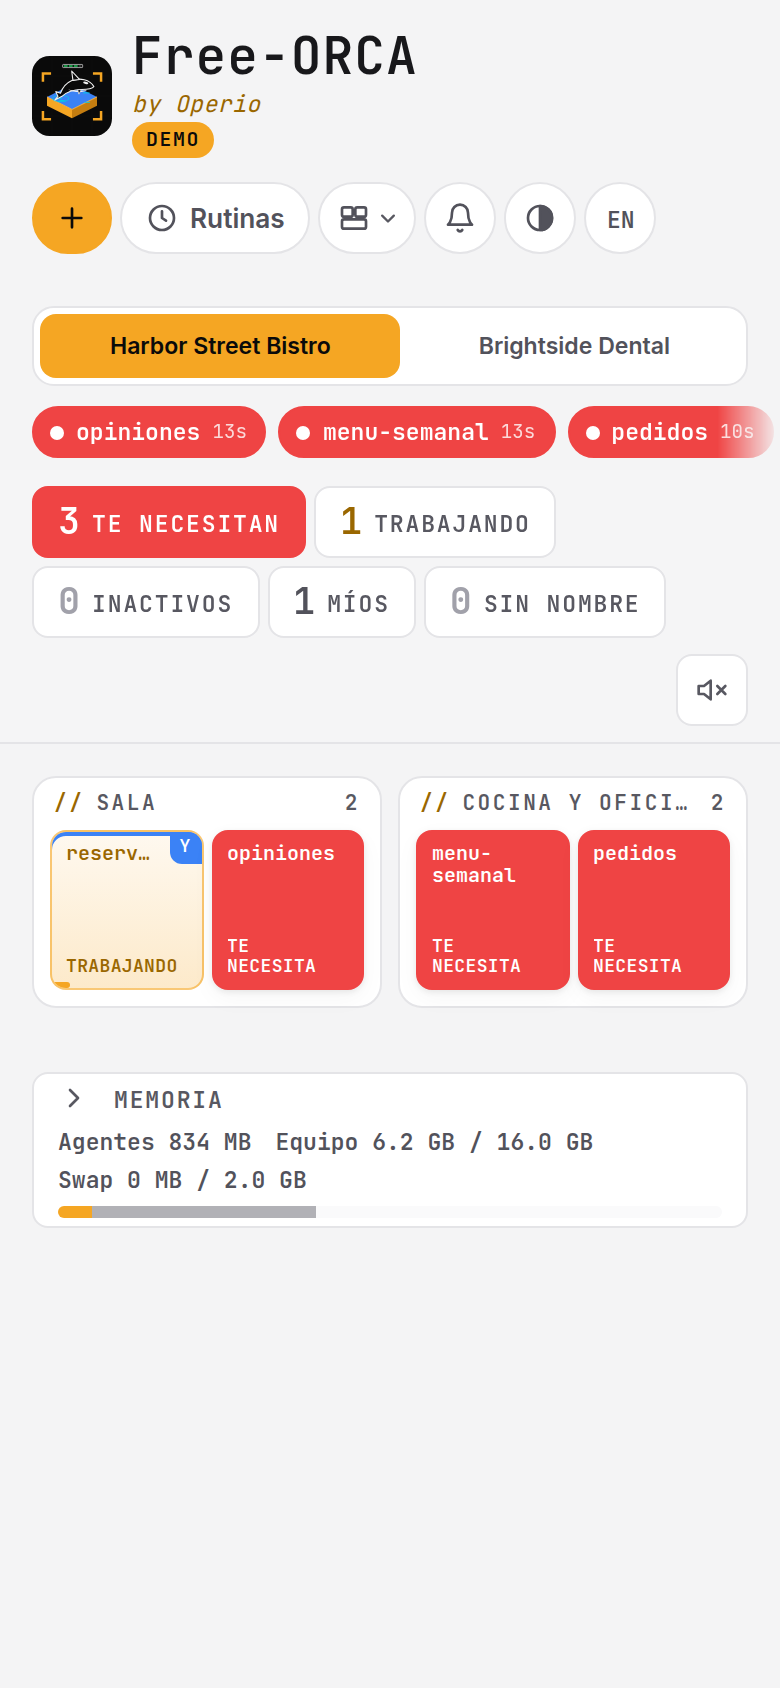 Free-ORCA
by Operio
DEMO
Rutinas
EN
Harbor Street Bistro
Brightside Dental
opiniones 13s
menu-semanal 13s
pedidos 10s
3 TE NECESITAN
1 TRABAJANDO
0 INACTIVOS
1 MÍOS
0 SIN NOMBRE
// SALA 2
// COCINA Y OFICI… 2
reserv…
Y
TRABAJANDO
opiniones
TE
NECESITA
menu-
semanal
TE
NECESITA
pedidos
TE
NECESITA
MEMORIA
Agentes 834 MB Equipo 6.2 GB / 16.0 GB
Swap 0 MB / 2.0 GB